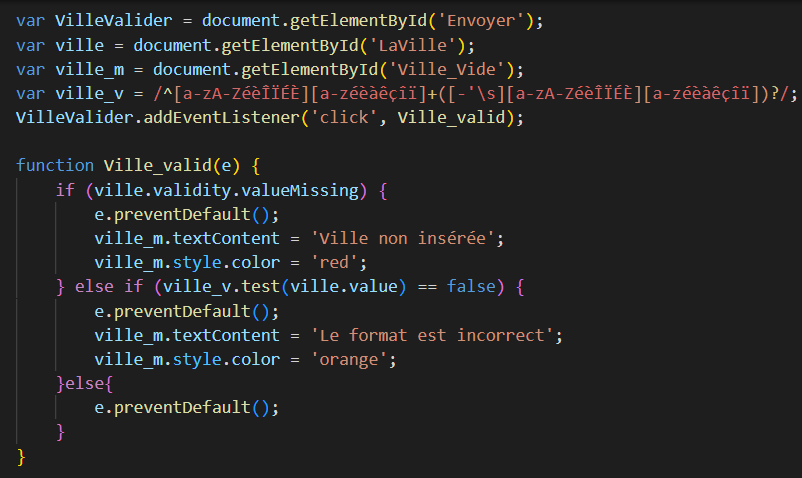 var VilleValider = document.getElementById('Envoyer');
var ville = document.getElementById('LaVille');
var ville_m = document.getElementById('Ville_Vide');
var ville_v = /^[a-zA-ZéèÎÏÉÈ][a-zéèàêçîï]+([-'\s][a-zA-ZéèÎÏÉÈ][a-zéèàêçîï])?/;
VilleValider.addEventListener('click', Ville_valid);
function Ville_valid(e) {
if (ville.validity.valueMissing) {
e.preventDefault();
ville_m.textContent = 'Ville non insérée';
ville_m.style.color = 'red';
} else if (ville_v.test(ville.value) == false) {
e.preventDefault();
ville_m.textContent = 'Le format est incorrect';
ville_m.style.color = 'orange';
}else{
e.preventDefault();
}
}